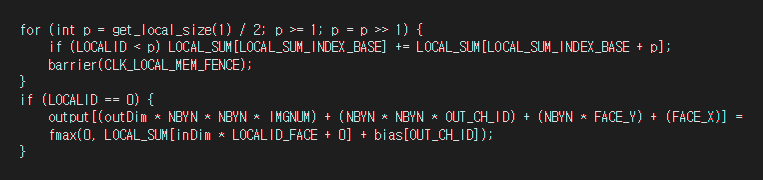 for (int p = get_local_size(1) / 2; p >= 1; p = p >> 1) {
    if (LOCALID < p) LOCAL_SUM[LOCAL_SUM_INDEX_BASE] += LOCAL_SUM[LOCAL_SUM_INDEX_BASE + p];
    barrier(CLK_LOCAL_MEM_FENCE);
}
if (LOCALID == 0) {
    output[(outDim * NBYN * NBYN * IMGNUM) + (NBYN * NBYN * OUT_CH_ID) + (NBYN * FACE_Y) + (FACE_X)] =
    fmax(0, LOCAL_SUM[inDim * LOCALID_FACE + 0] + bias[OUT_CH_ID]);
}